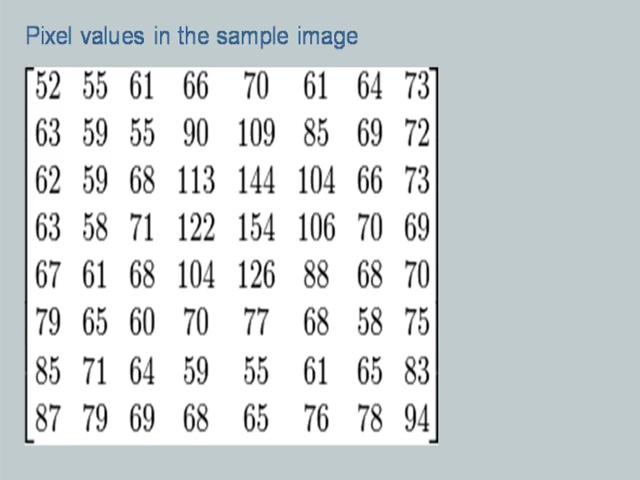 Pixel values in the sample image
52 55 61 66 70 61 64 73
63 59 55 90 109 85 69 72
62 59 68 113 144 104 66 73
63 58 71 122 154 106 70 69
67 61 68 104 126 88 68 70
79 65 60 70 77 68 58 75
85 71 64 59 55 61 65 83
87 79 69 68 65 76 78 94